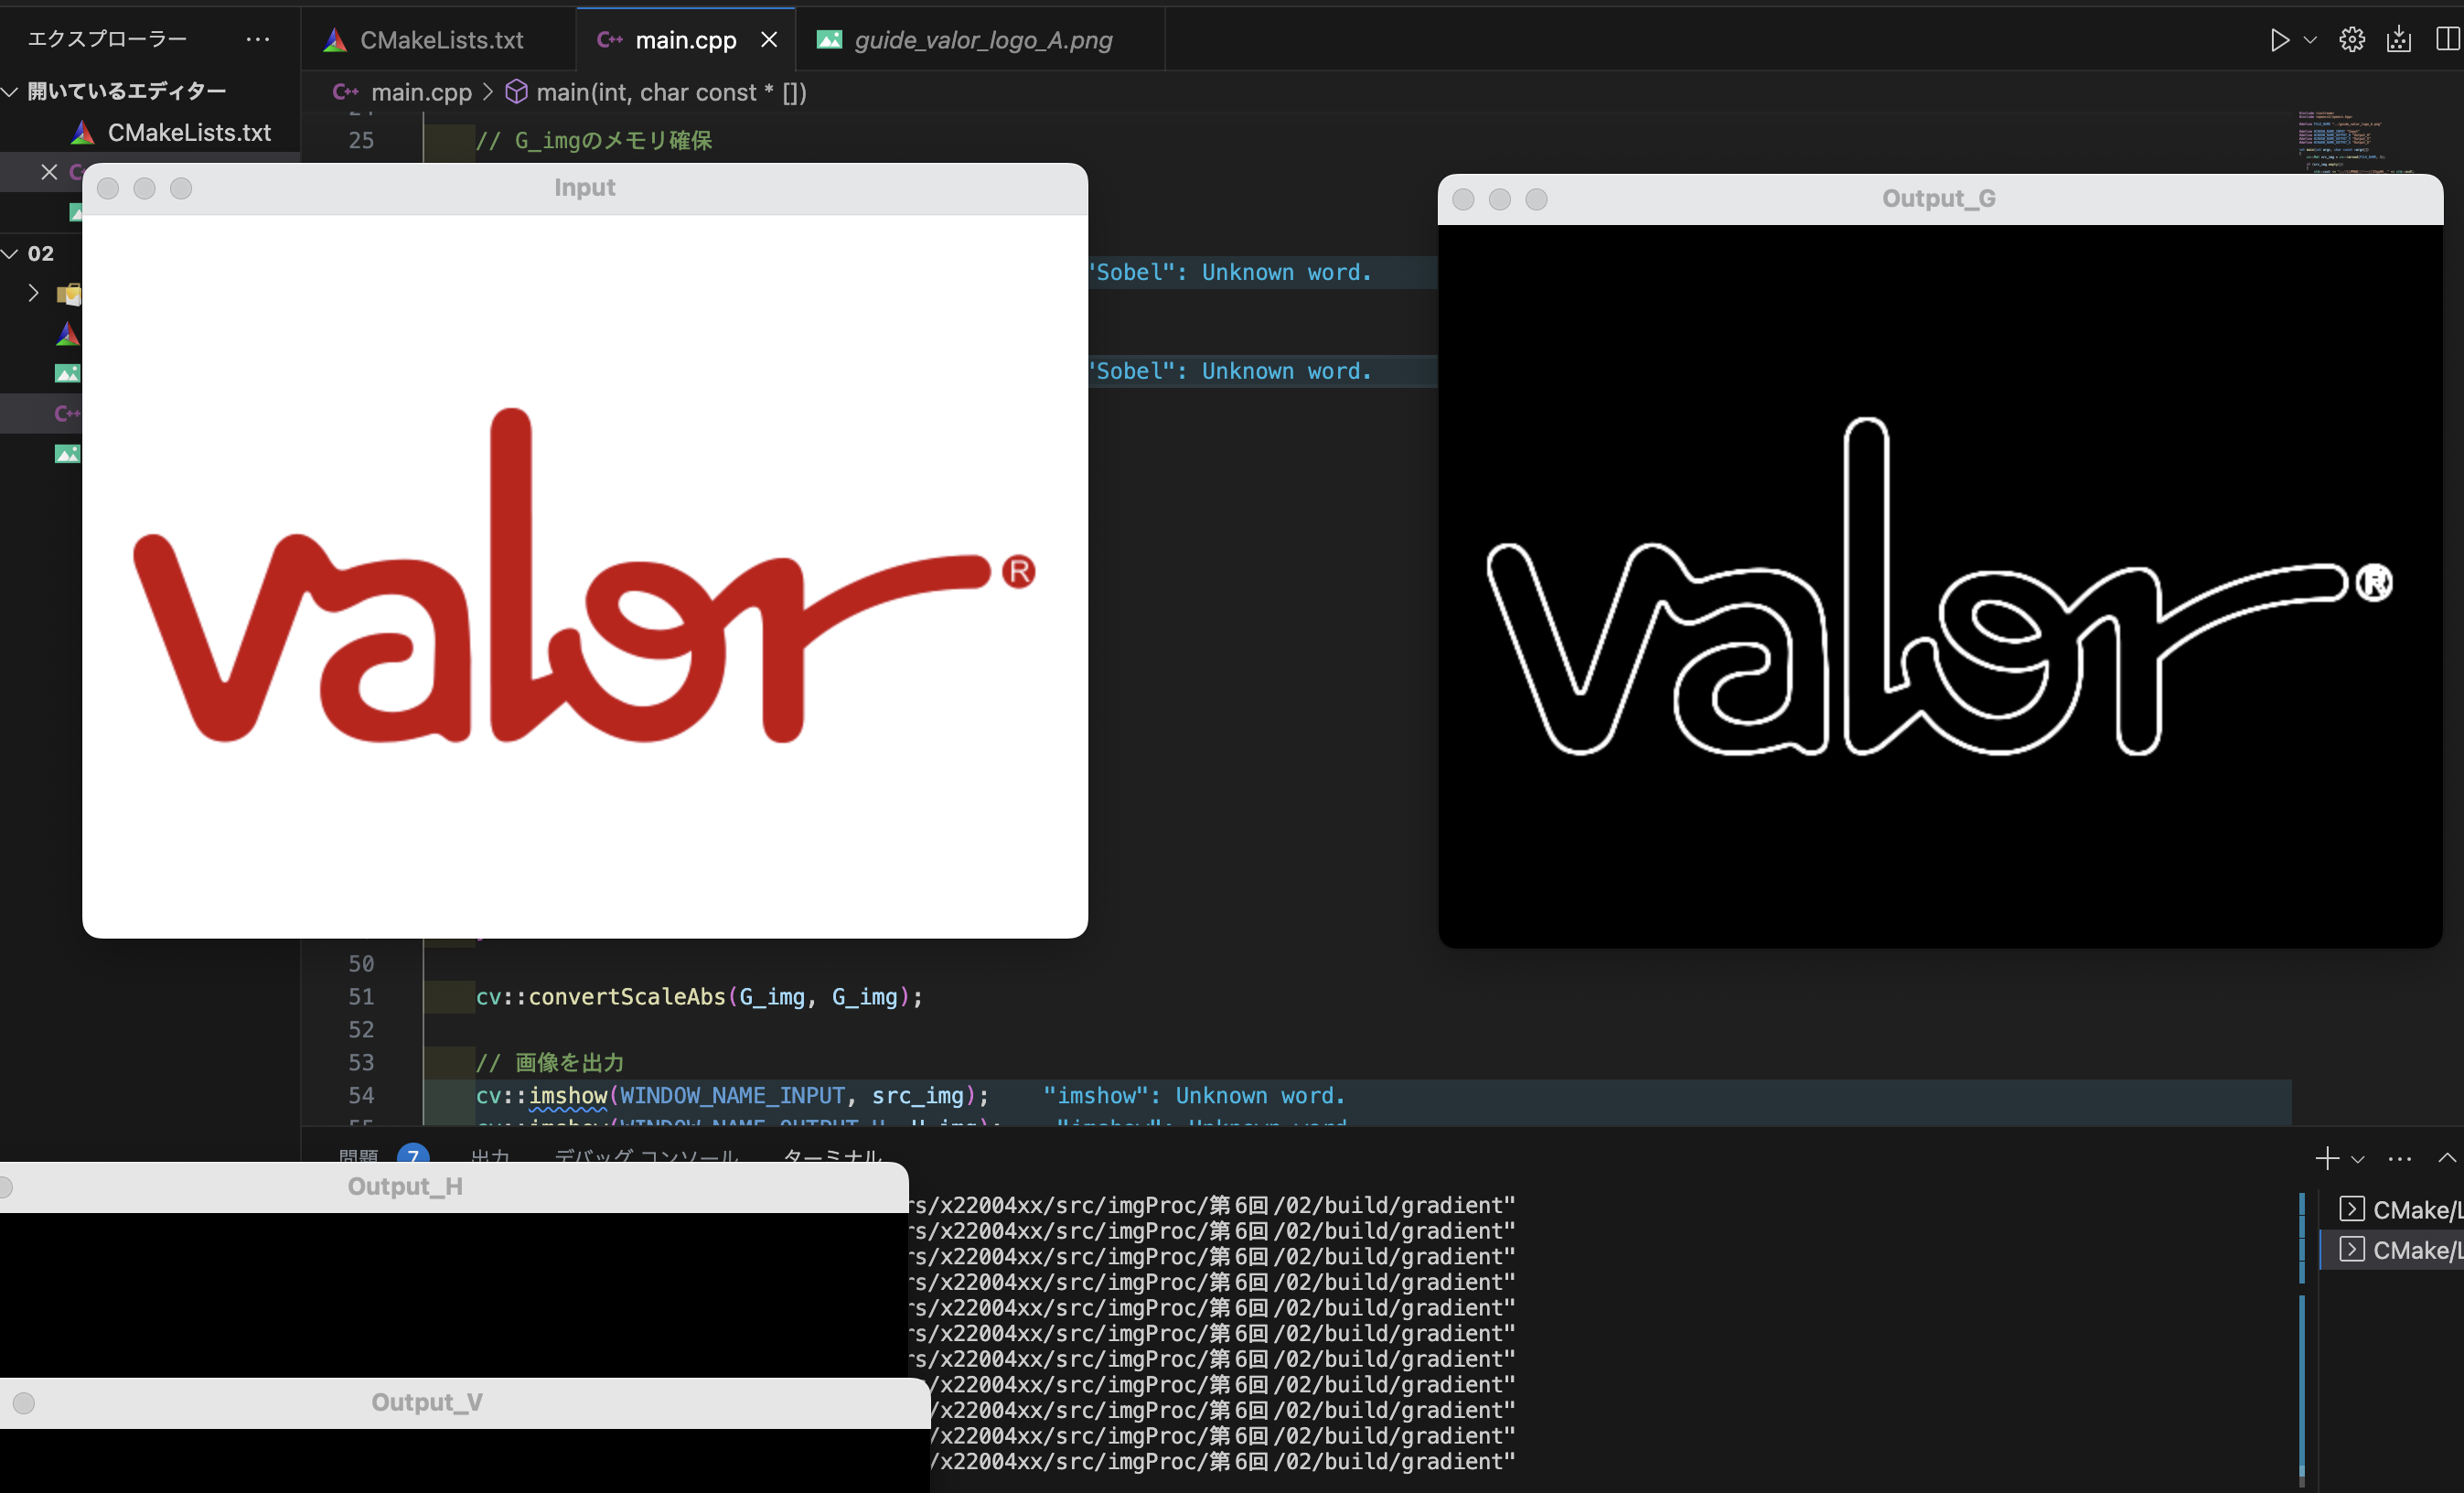 エクスプローラー
CMakeLists.txt
main.cpp
guide_valor_logo_A.png
開いているエディター
CMakeLists.txt
main.cpp > main(int, char const * [])
25 // G_imgのメモリ確保
Input
Output_G
02
"Sobel": Unknown word.
"Sobel": Unknown word.
valor®
valor®
50
51 cv::convertScaleAbs(G_img, G_img);
52
53 // 画像を出力
54 cv::imshow(WINDOW_NAME_INPUT, src_img); "imshow": Unknown word.
55 cv::imshow(WINDOW_NAME_OUTPUT_H, H_img); "imshow": Unknown word.
問題 7 出力 デバッグ コンソール ターミナル
Output_H
rs/x22004xx/src/imgProc/第6回/02/build/gradient"
rs/x22004xx/src/imgProc/第6回/02/build/gradient"
rs/x22004xx/src/imgProc/第6回/02/build/gradient"
rs/x22004xx/src/imgProc/第6回/02/build/gradient"
rs/x22004xx/src/imgProc/第6回/02/build/gradient"
rs/x22004xx/src/imgProc/第6回/02/build/gradient"
rs/x22004xx/src/imgProc/第6回/02/build/gradient"
/x22004xx/src/imgProc/第6回/02/build/gradient"
/x22004xx/src/imgProc/第6回/02/build/gradient"
/x22004xx/src/imgProc/第6回/02/build/gradient"
/x22004xx/src/imgProc/第6回/02/build/gradient"
CMake/L
CMake/L
Output_V